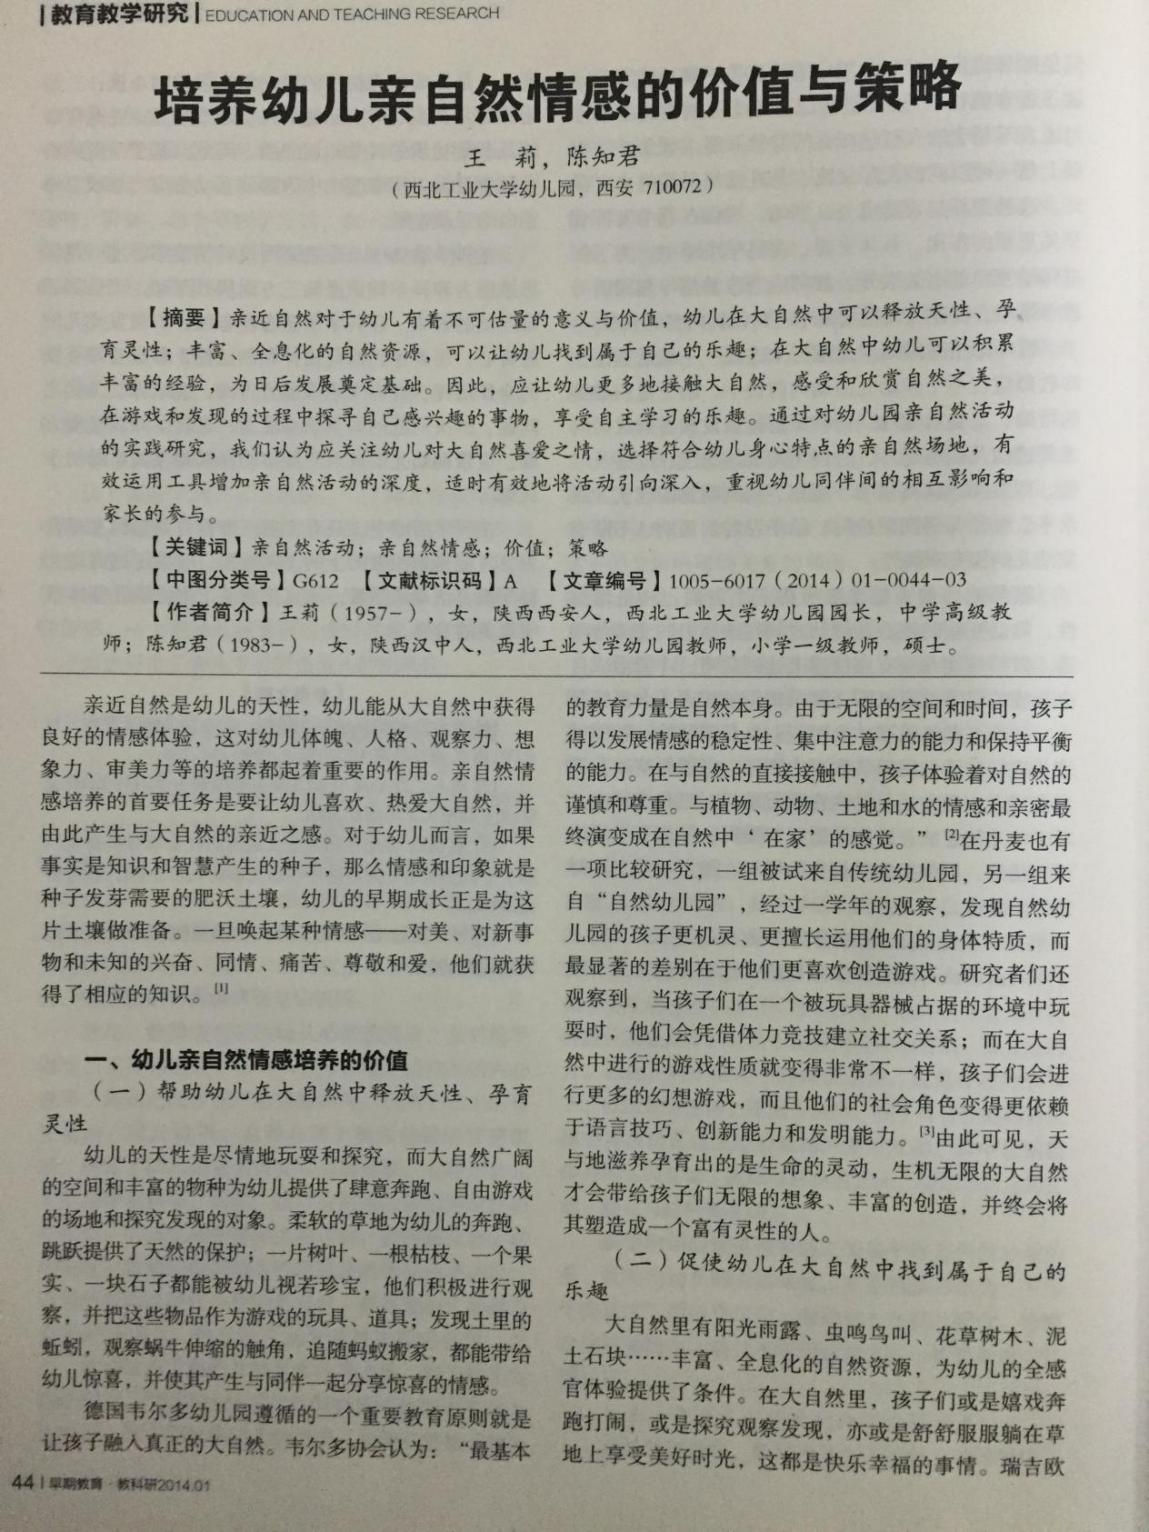 教育教学研究 EDUCATION AND TEACHING RESEARCH
培养幼儿亲自然情感的价值与策略
王 莉，陈知君
（西北工业大学幼儿园，西安 710072）
【摘要】亲近自然对于幼儿有着不可估量的意义与价值，幼儿在大自然中可以释放天性、孕
育灵性；丰富、全息化的自然资源，可以让幼儿找到属于自己的乐趣；在大自然中幼儿可以积累
丰富的经验，为日后发展奠定基础。因此，应让幼儿更多地接触大自然，感受和欣赏自然之美，
在游戏和发现的过程中探寻自己感兴趣的事物，享受自主学习的乐趣。通过对幼儿园亲自然活动
的实践研究，我们认为应关注幼儿对大自然喜爱之情，选择符合幼儿身心特点的亲自然场地，有
效运用工具增加亲自然活动的深度，适时有效地将活动引向深入，重视幼儿同伴间的相互影响和
家长的参与。
【关键词】亲自然活动；亲自然情感；价值；策略
【中图分类号】G612 【文献标识码】A 【文章编号】1005-6017（2014）01-0044-03
【作者简介】王莉（1957-），女，陕西西安人，西北工业大学幼儿园园长，中学高级教
师；陈知君（1983-），女，陕西汉中人，西北工业大学幼儿园教师，小学一级教师，硕士。
亲近自然是幼儿的天性，幼儿能从大自然中获得
良好的情感体验，这对幼儿体魄、人格、观察力、想
象力、审美力等的培养都起着重要的作用。亲自然情
感培养的首要任务是要让幼儿喜欢、热爱大自然，并
由此产生与大自然的亲近之感。对于幼儿而言，如果
事实是知识和智慧产生的种子，那么情感和印象就是
种子发芽需要的肥沃土壤，幼儿的早期成长正是为这
片土壤做准备。一旦唤起某种情感——对美、对新事
物和未知的兴奋、同情、痛苦、尊敬和爱，他们就获
得了相应的知识。[1]
一、幼儿亲自然情感培养的价值
（一）帮助幼儿在大自然中释放天性、孕育
灵性
幼儿的天性是尽情地玩耍和探究，而大自然广阔
的空间和丰富的物种为幼儿提供了肆意奔跑、自由游戏
的场地和探究发现的对象。柔软的草地为幼儿的奔跑、
跳跃提供了天然的保护；一片树叶、一根枯枝、一个果
实、一块石子都能被幼儿视若珍宝，他们积极进行观
察，并把这些物品作为游戏的玩具、道具；发现土里的
蚯蚓，观察蜗牛伸缩的触角，追随蚂蚁搬家，都能带给
幼儿惊喜，并使其产生与同伴一起分享惊喜的情感。
德国韦尔多幼儿园遵循的一个重要教育原则就是
让孩子融入真正的大自然。韦尔多协会认为：“最基本
的教育力量是自然本身。由于无限的空间和时间，孩子
得以发展情感的稳定性、集中注意力的能力和保持平衡
的能力。在与自然的直接接触中，孩子体验着对自然的
谨慎和尊重。与植物、动物、土地和水的情感和亲密最
终演变成在自然中‘在家’的感觉。”[2]在丹麦也有
一项比较研究，一组被试来自传统幼儿园，另一组来
自“自然幼儿园”，经过一学年的观察，发现自然幼
儿园的孩子更机灵、更擅长运用他们的身体特质，而
最显著的差别在于他们更喜欢创造游戏。研究者们还
观察到，当孩子们在一个被玩具器械占据的环境中玩
耍时，他们会凭借体力竞技建立社交关系；而在大自
然中进行的游戏性质就变得非常不一样，孩子们会进
行更多的幻想游戏，而且他们的社会角色变得更依赖
于语言技巧、创新能力和发明能力。[3]由此可见，天
与地滋养孕育出的是生命的灵动，生机无限的大自然
才会带给孩子们无限的想象、丰富的创造，并终会将
其塑造成一个富有灵性的人。
（二）促使幼儿在大自然中找到属于自己的
乐趣
大自然里有阳光雨露、虫鸣鸟叫、花草树木、泥
土石块……丰富、全息化的自然资源，为幼儿的全感
官体验提供了条件。在大自然里，孩子们或是嬉戏奔
跑打闹，或是探究观察发现，亦或是舒舒服服躺在草
地上享受美好时光，这都是快乐幸福的事情。瑞吉欧
44 早期教育·教科研2014.01